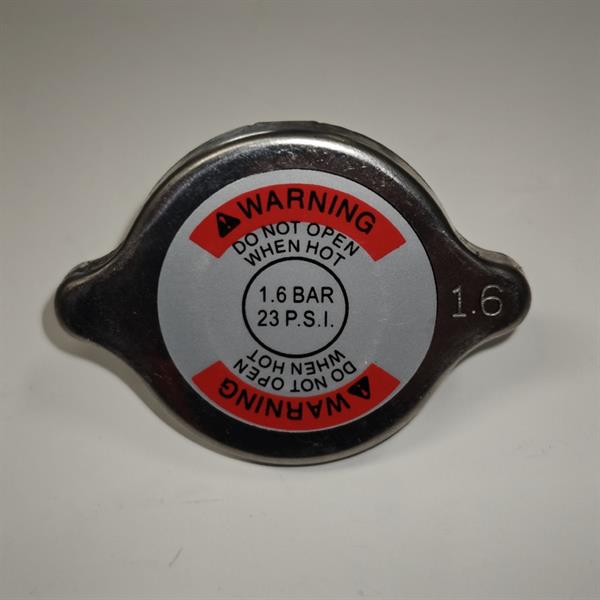 WARNING
DO NOT OPEN
WHEN HOT
1.6 BAR
23 P.S.I.
1.6
WARNING
DO NOT OPEN
WHEN HOT